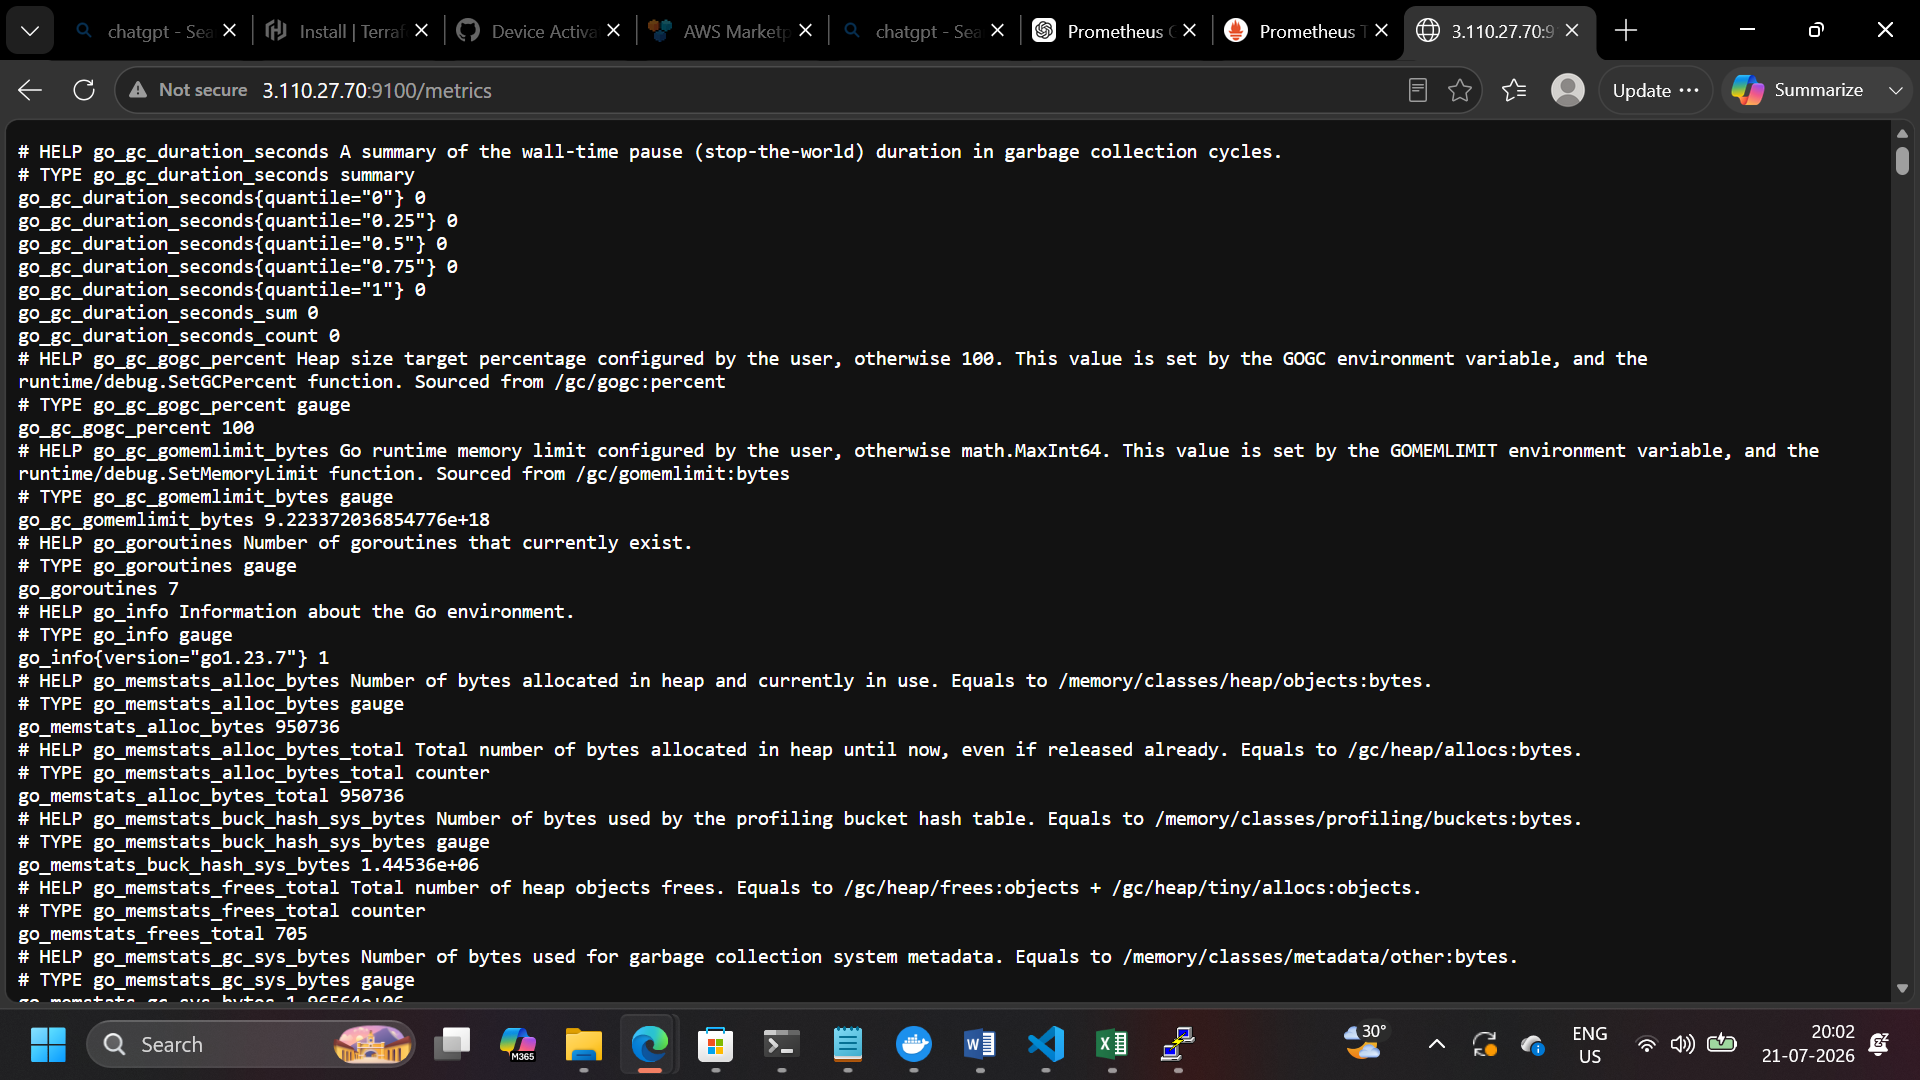 chatgpt - Sea
Install | Terraf
Device Activa
AWS Marketp
chatgpt - Sea
Prometheus
Prometheus T
3.110.27.70:9
Not secure
3.110.27.70:9100/metrics
Update
Summarize
# HELP go_gc_duration_seconds A summary of the wall-time pause (stop-the-world) duration in garbage collection cycles.
# TYPE go_gc_duration_seconds summary
go_gc_duration_seconds{quantile="0"} 0
go_gc_duration_seconds{quantile="0.25"} 0
go_gc_duration_seconds{quantile="0.5"} 0
go_gc_duration_seconds{quantile="0.75"} 0
go_gc_duration_seconds{quantile="1"} 0
go_gc_duration_seconds_sum 0
go_gc_duration_seconds_count 0
# HELP go_gc_gogc_percent Heap size target percentage configured by the user, otherwise 100. This value is set by the GOGC environment variable, and the
runtime/debug.SetGCPercent function. Sourced from /gc/gogc:percent
# TYPE go_gc_gogc_percent gauge
go_gc_gogc_percent 100
# HELP go_gc_gomemlimit_bytes Go runtime memory limit configured by the user, otherwise math.MaxInt64. This value is set by the GOMEMLIMIT environment variable, and the
runtime/debug.SetMemoryLimit function. Sourced from /gc/gomemlimit:bytes
# TYPE go_gc_gomemlimit_bytes gauge
go_gc_gomemlimit_bytes 9.223372036854776e+18
# HELP go_goroutines Number of goroutines that currently exist.
# TYPE go_goroutines gauge
go_goroutines 7
# HELP go_info Information about the Go environment.
# TYPE go_info gauge
go_info{version="go1.23.7"} 1
# HELP go_memstats_alloc_bytes Number of bytes allocated in heap and currently in use. Equals to /memory/classes/heap/objects:bytes.
# TYPE go_memstats_alloc_bytes gauge
go_memstats_alloc_bytes 950736
# HELP go_memstats_alloc_bytes_total Total number of bytes allocated in heap until now, even if released already. Equals to /gc/heap/allocs:bytes.
# TYPE go_memstats_alloc_bytes_total counter
go_memstats_alloc_bytes_total 950736
# HELP go_memstats_buck_hash_sys_bytes Number of bytes used by the profiling bucket hash table. Equals to /memory/classes/profiling/buckets:bytes.
# TYPE go_memstats_buck_hash_sys_bytes gauge
go_memstats_buck_hash_sys_bytes 1.44536e+06
# HELP go_memstats_frees_total Total number of heap objects frees. Equals to /gc/heap/frees:objects + /gc/heap/tiny/allocs:objects.
# TYPE go_memstats_frees_total counter
go_memstats_frees_total 705
# HELP go_memstats_gc_sys_bytes Number of bytes used for garbage collection system metadata. Equals to /memory/classes/metadata/other:bytes.
# TYPE go_memstats_gc_sys_bytes gauge
go_memstats_gc_sys_bytes 1.96564e+06
Search
M365
30°
ENG
US
20:02
21-07-2026